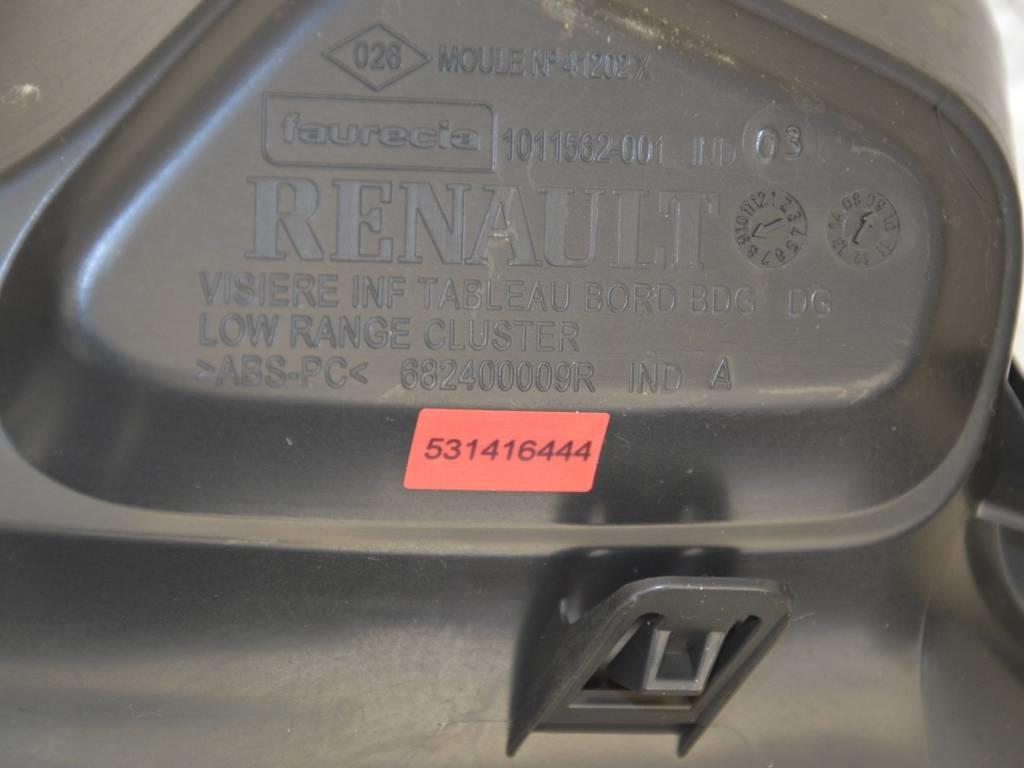 026 MOULE Nº 41202X
faurecia 1011562-001 IND 03
RENAULT
VISIERE INF TABLEAU BORD BDG DG
LOW RANGE CLUSTER
>ABS-PC< 682400009R IND A
531416444